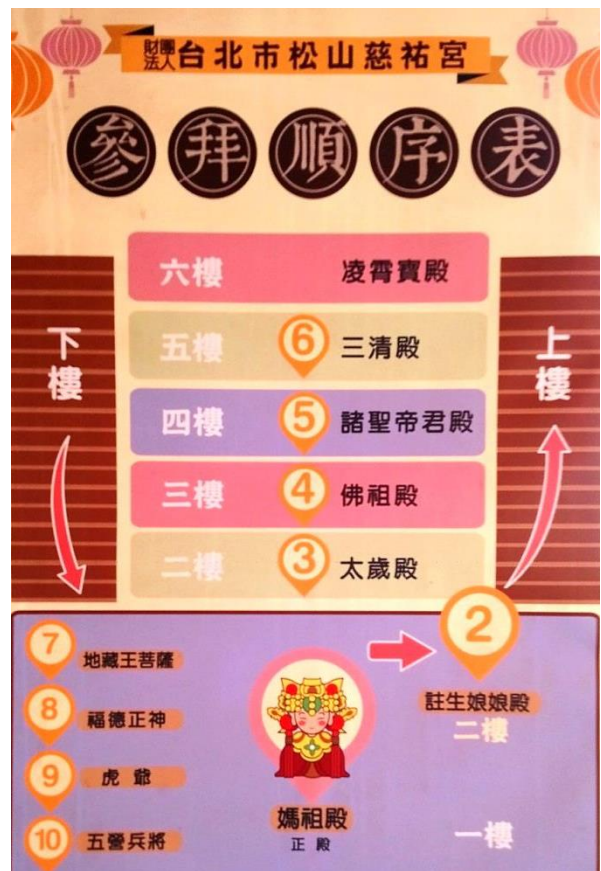 財團法人台北市松山慈祐宮
參拜順序表
六樓 凌霄寶殿
五樓 6 三清殿
四樓 5 諸聖帝君殿
三樓 4 佛祖殿
二樓 3 太歲殿
下樓
上樓
2
註生娘娘殿
二樓
7 地藏王菩薩
8 福德正神
9 虎爺
10 五營兵將
媽祖殿
正殿
一樓